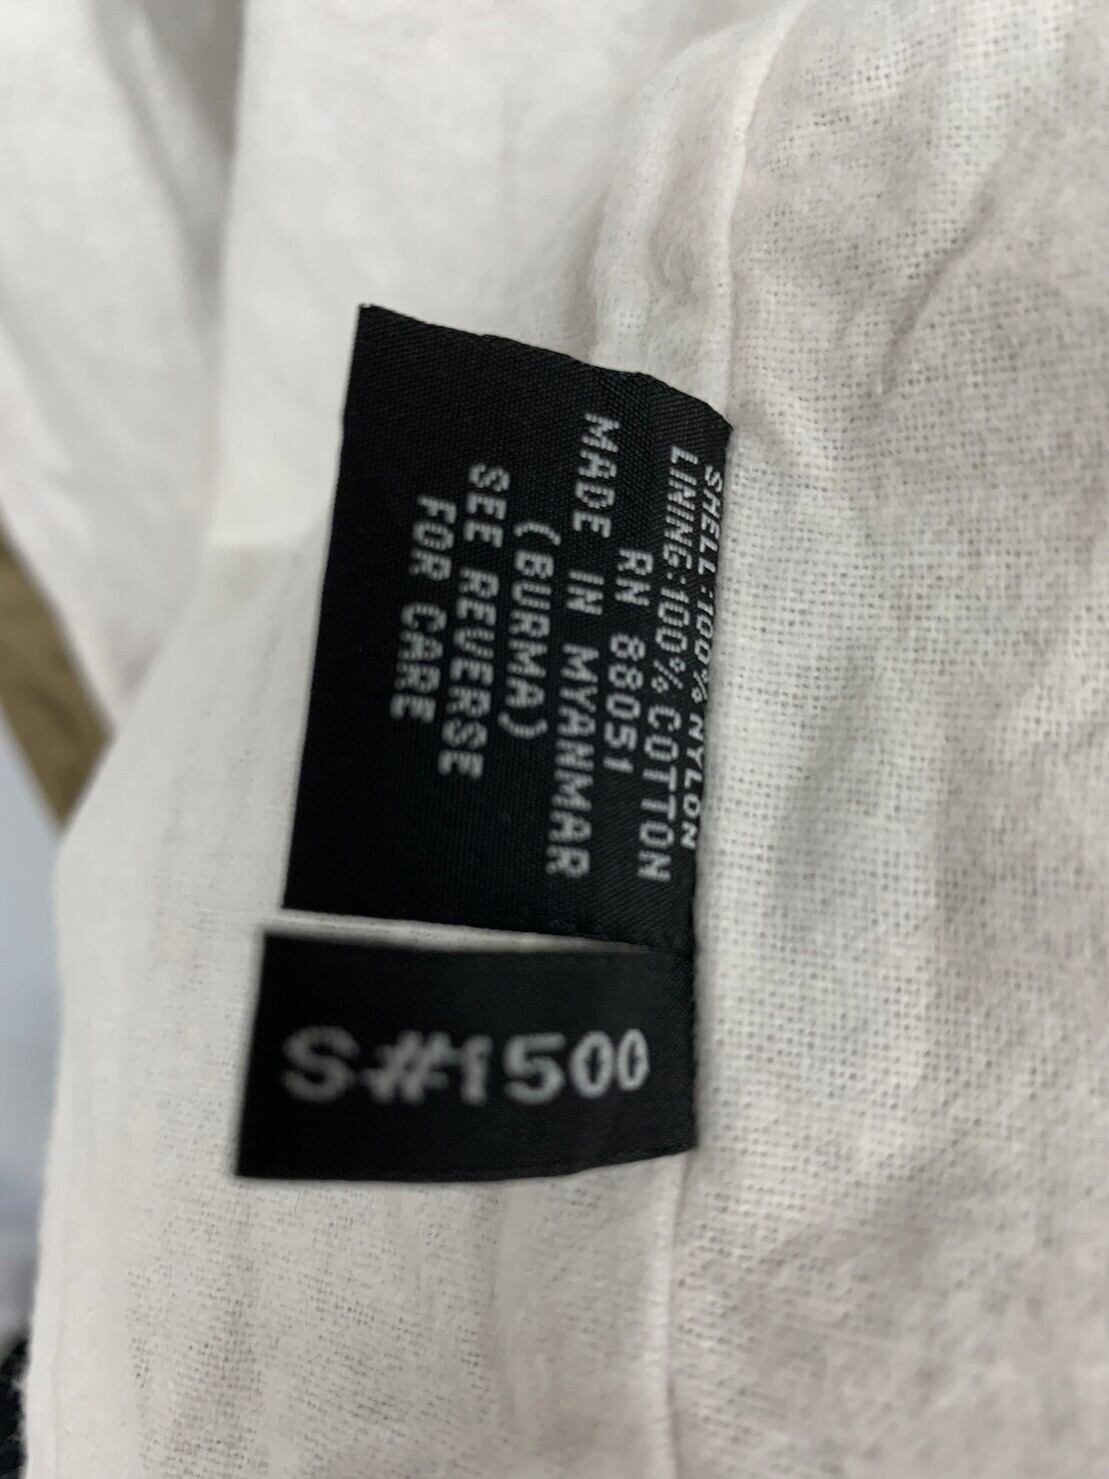 SHELL:100% NYLON
LINING:100% COTTON
RN 88051
MADE IN MYANMAR
(BURMA)
SEE REVERSE
FOR CARE
S#1500